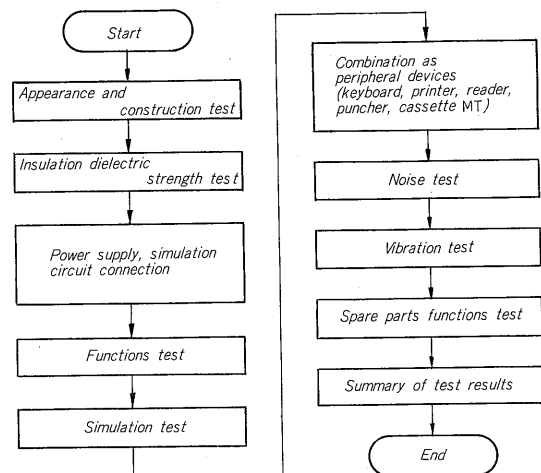 Start
Appearance and
construction test
Insulation dielectric
strength test
Power supply, simulation
circuit connection
Functions test
Simulation test
Combination as
peripheral devices
(keyboard, printer, reader,
puncher, cassette MT)
Noise test
Vibration test
Spare parts functions test
Summary of test results
End